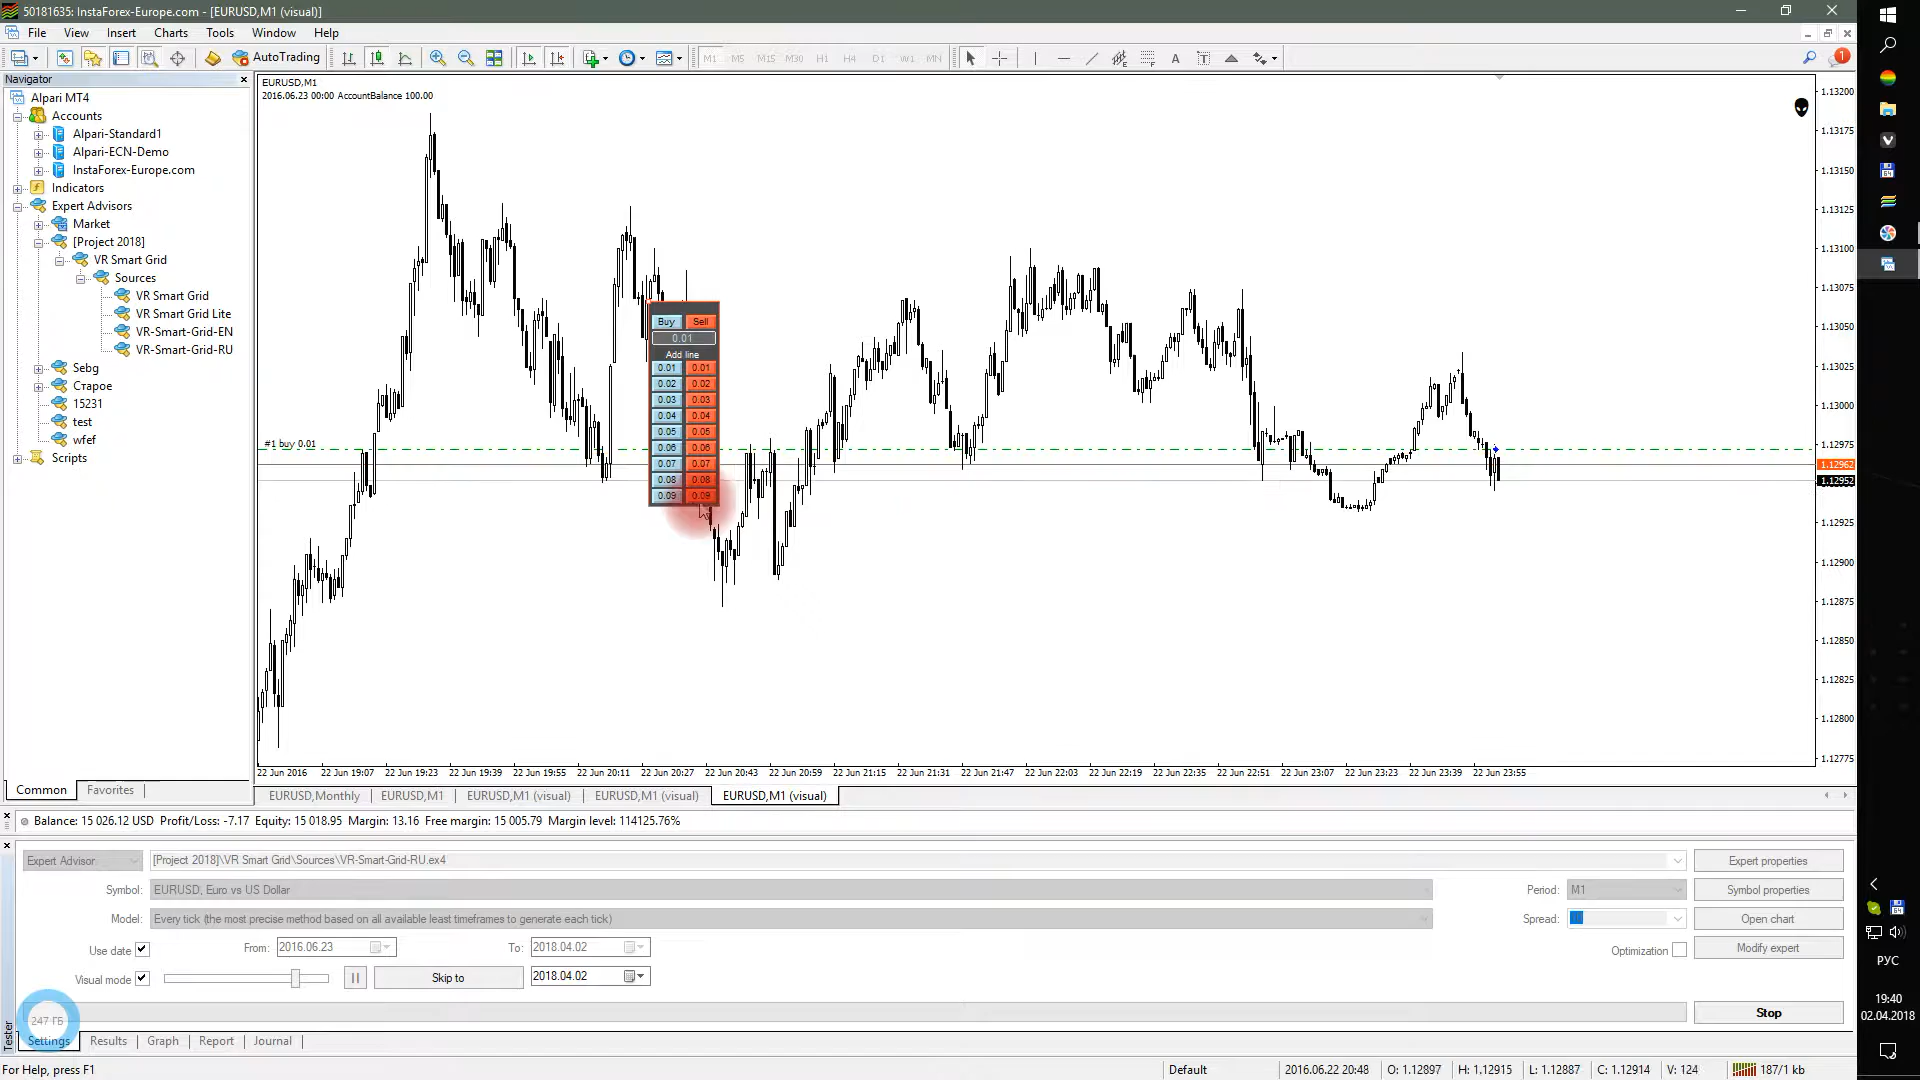 50181635: InstaForex-Europe.com - [EURUSD,M1 (visual)]
File View Insert Charts Tools Window Help
AutoTrading M1 M5 M15 M30 H1 H4 D1 W1 MN A T 1
Navigator
Alpari MT4
Accounts
Alpari-Standard1
Alpari-ECN-Demo
InstaForex-Europe.com
Indicators
Expert Advisors
Market
[Project 2018]
VR Smart Grid
Sources
VR Smart Grid
VR Smart Grid Lite
VR-Smart-Grid-EN
VR-Smart-Grid-RU
Sebg
Старое
15231
test
wfef
Scripts
Common Favorites
EURUSD,M1
2016.06.23 00:00 AccountBalance 100.00
#1 buy 0.01
Buy Sell
0.01
Add line
0.01 0.01
0.02 0.02
0.03 0.03
0.04 0.04
0.05 0.05
0.06 0.06
0.07 0.07
0.08 0.08
0.09 0.09
1.13200
1.13175
1.13150
1.13125
1.13100
1.13075
1.13050
1.13025
1.13000
1.12975
1.12962
1.12952
1.12925
1.12900
1.12875
1.12850
1.12825
1.12800
1.12775
22 Jun 2016 22 Jun 19:07 22 Jun 19:23 22 Jun 19:39 22 Jun 19:55 22 Jun 20:11 22 Jun 20:27 22 Jun 20:43 22 Jun 20:59 22 Jun 21:15 22 Jun 21:31 22 Jun 21:47 22 Jun 22:03 22 Jun 22:19 22 Jun 22:35 22 Jun 22:51 22 Jun 23:07 22 Jun 23:23 22 Jun 23:39 22 Jun 23:55
EURUSD,Monthly EURUSD,M1 EURUSD,M1 (visual) EURUSD,M1 (visual) EURUSD,M1 (visual)
Balance: 15 026.12 USD Profit/Loss: -7.17 Equity: 15 018.95 Margin: 13.16 Free margin: 15 005.79 Margin level: 114125.76%
Expert Advisor [Project 2018]\VR Smart Grid\Sources\VR-Smart-Grid-RU.ex4 Expert properties
Symbol: EURUSD, Euro vs US Dollar Period: M1 Symbol properties
Model: Every tick (the most precise method based on all available least timeframes to generate each tick) Spread: Open chart
Use date From: 2016.06.23 To: 2018.04.02 Optimization Modify expert
Visual mode Skip to 2018.04.02
247 ГБ Stop
Tester
Settings Results Graph Report Journal
For Help, press F1 Default 2016.06.22 20:48 O: 1.12897 H: 1.12915 L: 1.12887 C: 1.12914 V: 124 187/1 kb
64
64
РУС
19:40
02.04.2018